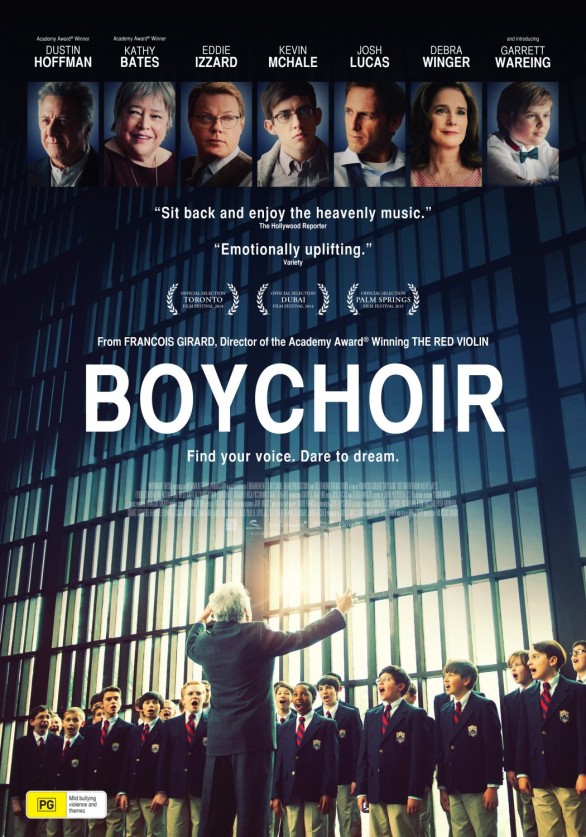 Academy Award® Winner
DUSTIN
HOFFMAN
Academy Award® Winner
KATHY
BATES
EDDIE
IZZARD
KEVIN
MCHALE
JOSH
LUCAS
DEBRA
WINGER
and introducing
GARRETT
WAREING
“Sit back and enjoy the heavenly music.”
The Hollywood Reporter
“Emotionally uplifting.”
Variety
OFFICIAL SELECTION
TORONTO
FILM FESTIVAL 2014
OFFICIAL SELECTION
DUBAI
FILM FESTIVAL 2014
OFFICIAL SELECTION
PALM SPRINGS
FILM FESTIVAL 2015
From FRANCOIS GIRARD, Director of the Academy Award® Winning THE RED VIOLIN
BOYCHOIR
Find your voice. Dare to dream.
PG
Mild bullying
violence and
themes